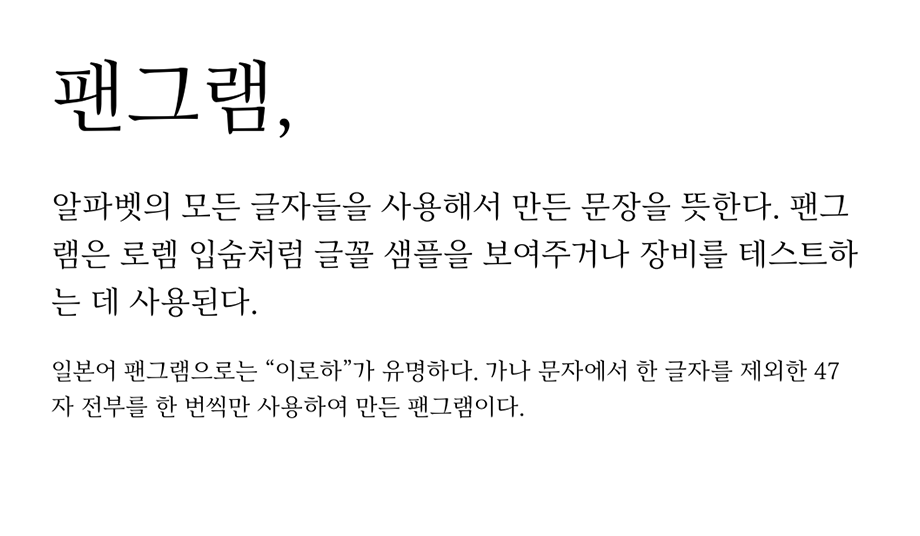 팬그램,
알파벳의 모든 글자들을 사용해서 만든 문장을 뜻한다. 팬그
램은 로렘 입숨처럼 글꼴 샘플을 보여주거나 장비를 테스트하
는 데 사용된다.
일본어 팬그램으로는 “이로하”가 유명하다. 가나 문자에서 한 글자를 제외한 47
자 전부를 한 번씩만 사용하여 만든 팬그램이다.